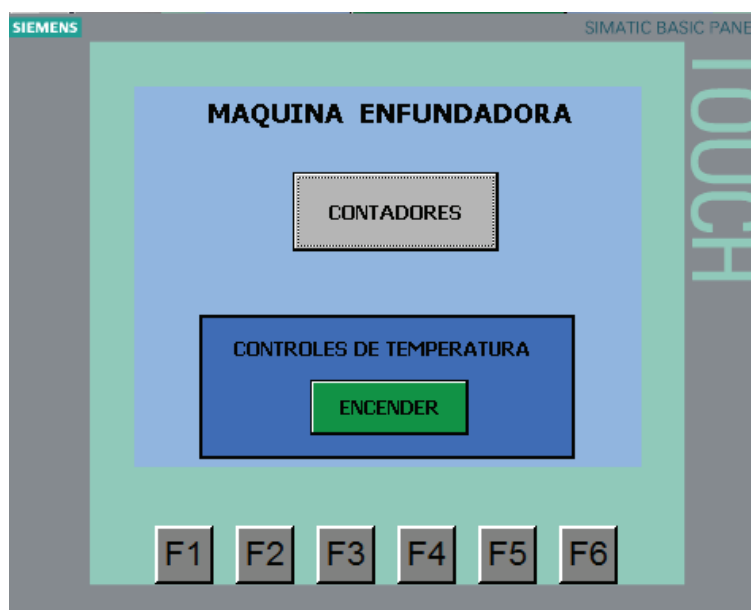 SIEMENS
SIMATIC BASIC PANE
TOUCH
MAQUINA ENFUNDADORA
CONTADORES
CONTROLES DE TEMPERATURA
ENCENDER
F1 F2 F3 F4 F5 F6